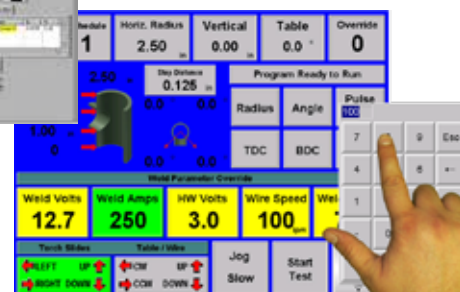 hedule Horiz. Radius Vertical Table Override
1 2.50 in 0.00 in 0.0 ° 0
2.50 Step Distance Program Ready to Run
0.125 in
0.0 ° 0.0 Radius Angle Pulse
100
1.00
0 TDC BDC
0.0 ° 0.0
Weld Parameter Override
Weld Volts Weld Amps HW Volts Wire Speed Wel
12.7 250 3.0 100 ipm
Torch Slides Table / Wire Jog Start
LEFT UP CW UP Slow Test
RIGHT DOWN CCW DOWN
7 9 Esc
4 6
1
0